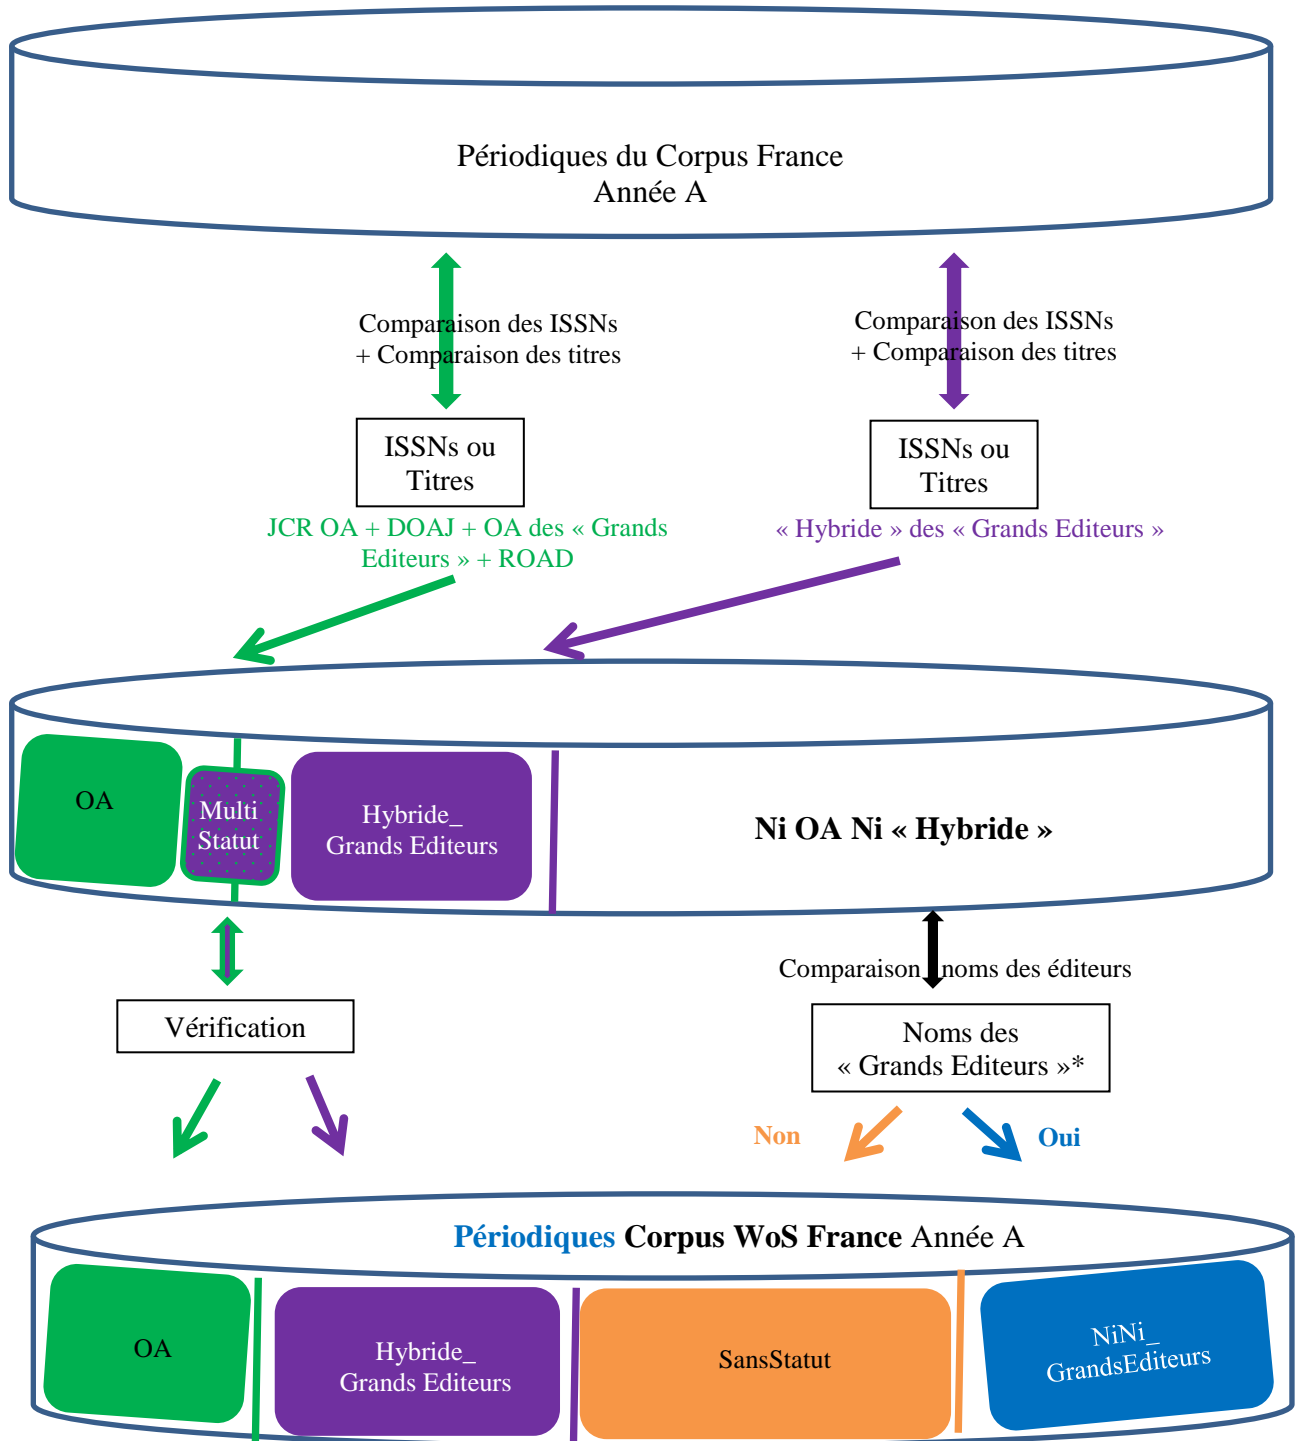 Périodiques du Corpus France
Année A
Comparaison des ISSNs
+ Comparaison des titres
Comparaison des ISSNs
+ Comparaison des titres
ISSNs ou
Titres
ISSNs ou
Titres
JCR OA + DOAJ + OA des « Grands
Editeurs » + ROAD
« Hybride » des « Grands Editeurs »
OA
Multi
Statut
Hybride_
Grands Editeurs
Ni OA Ni « Hybride »
Comparaison noms des éditeurs
Vérification
Noms des
« Grands Editeurs »*
Non
Oui
Périodiques Corpus WoS France Année A
OA
Hybride_
Grands Editeurs
SansStatut
NiNi_
GrandsEditeurs